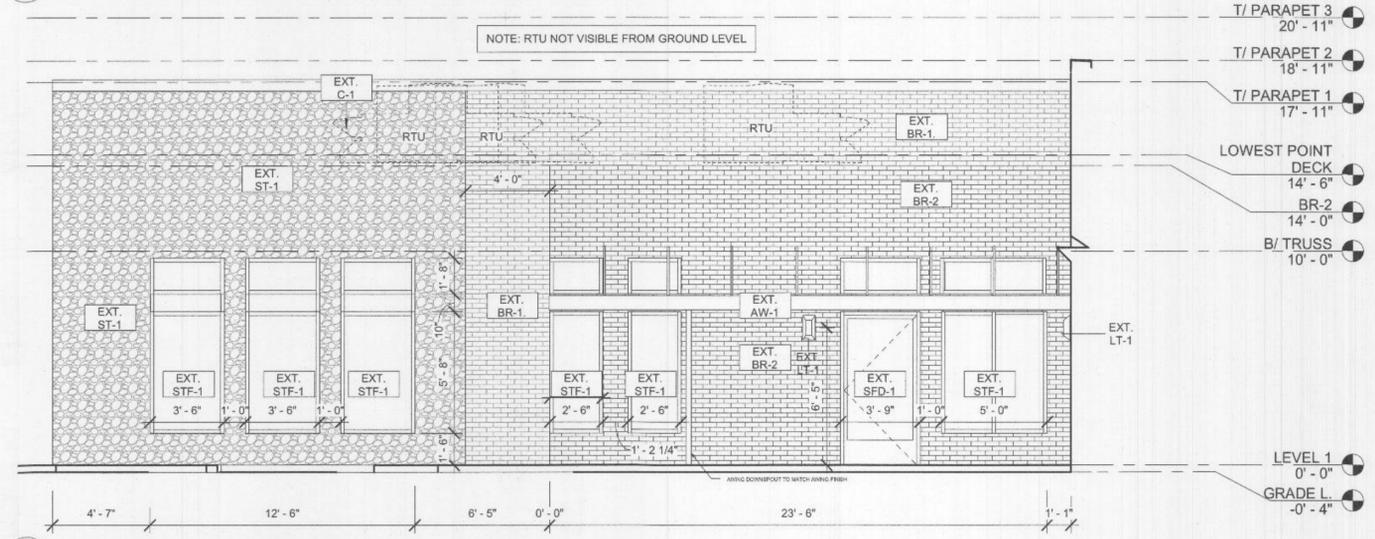 T/ PARAPET 3
20' - 11"
NOTE: RTU NOT VISIBLE FROM GROUND LEVEL
T/ PARAPET 2
18' - 11"
EXT.
C-1
T/ PARAPET 1
17' - 11"
RTU
RTU
RTU
EXT.
BR-1.
LOWEST POINT
DECK
14' - 6"
EXT.
ST-1
4' - 0"
EXT.
BR-2
BR-2
14' - 0"
B/ TRUSS
10' - 0"
1' - 8"
EXT.
ST-1
EXT.
BR-1.
EXT.
AW-1
10"
EXT.
LT-1
EXT.
BR-2
EXT.
LT-1
5' - 8"
6' - 5"
EXT.
STF-1
EXT.
STF-1
EXT.
STF-1
EXT.
STF-1
EXT.
STF-1
EXT.
SFD-1
EXT.
STF-1
3' - 6"
1' - 0"
3' - 6"
1' - 0"
2' - 6"
2' - 6"
3' - 9"
1' - 0"
5' - 0"
1' - 6"
1' - 2 1/4"
LEVEL 1
0' - 0"
AWING DOWNSPOUT TO MATCH AWING FINISH
GRADE L.
-0' - 4"
4' - 7"
12' - 6"
6' - 5"
0' - 0"
23' - 6"
1' - 1"